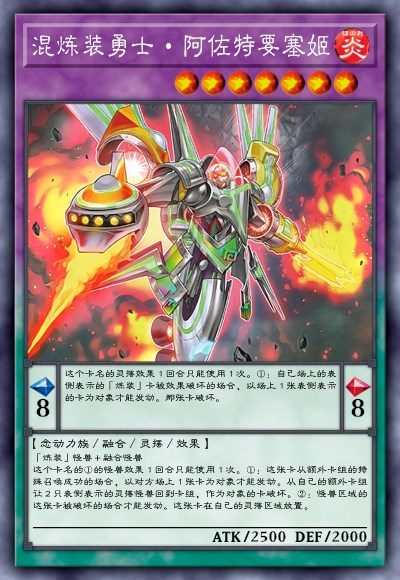 混炼装勇士·阿佐特要塞姬
炎
ほのお
这个卡名的灵摆效果1回合只能使用1次。①：自己场上的表
侧表示的「炼装」卡被效果破坏的场合，以场上1张表侧表示
的卡为对象才能发动。那张卡破坏。
8
8
【念动力族／融合／灵摆／效果】
「炼装」怪兽＋融合怪兽
这个卡名的①的怪兽效果1回合只能使用1次。①：这张卡从额外卡组的特
殊召唤成功的场合，以对方场上1张卡为对象才能发动。从自己的额外卡组
让2只表侧表示的灵摆怪兽回到卡组，作为对象的卡破坏。②：怪兽区域的
这张卡被破坏的场合才能发动。这张卡在自己的灵摆区域放置。
ATK/2500 DEF/2000